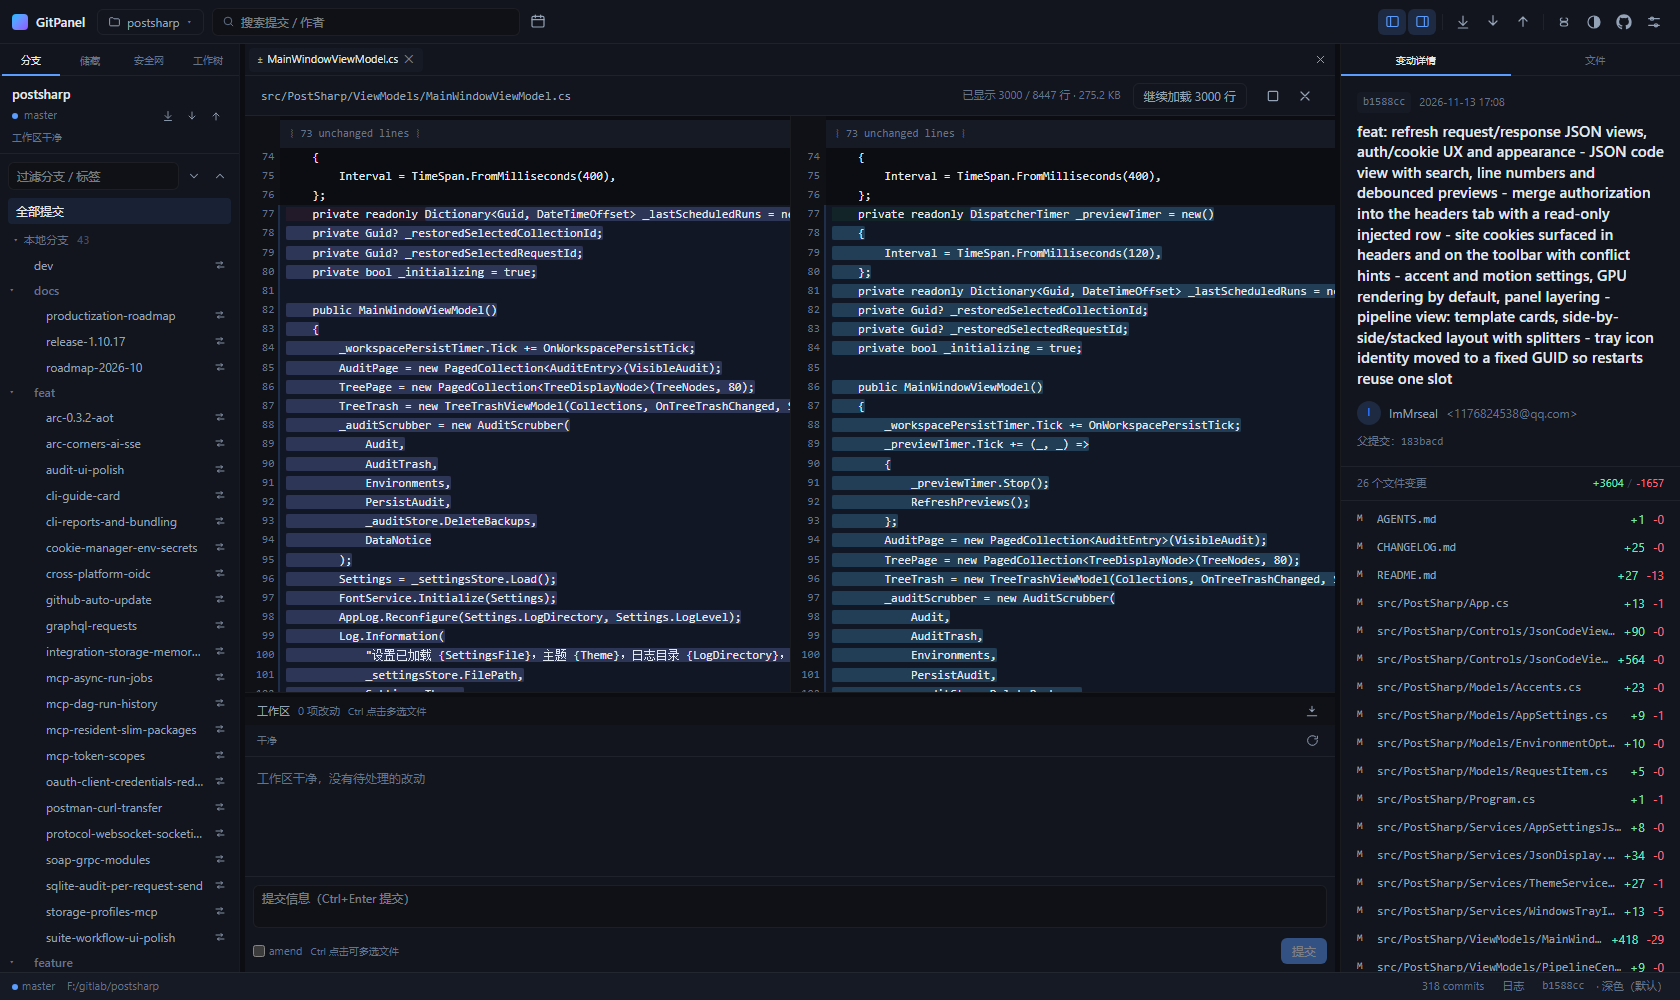 GitPanel
postsharp
搜索提交 / 作者
分支
储藏
安全网
工作树
postsharp
master
工作区干净
过滤分支 / 标签
全部提交
本地分支 43
dev
docs
productization-roadmap
release-1.10.17
roadmap-2026-10
feat
arc-0.3.2-aot
arc-corners-ai-sse
audit-ui-polish
cli-guide-card
cli-reports-and-bundling
cookie-manager-env-secrets
cross-platform-oidc
github-auto-update
graphql-requests
integration-storage-memor...
mcp-async-run-jobs
mcp-dag-run-history
mcp-resident-slim-packages
mcp-token-scopes
oauth-client-credentials-red...
postman-curl-transfer
protocol-websocket-socketi...
soap-grpc-modules
sqlite-audit-per-request-send
storage-profiles-mcp
suite-workflow-ui-polish
feature
± MainWindowViewModel.cs
src/PostSharp/ViewModels/MainWindowViewModel.cs
已显示 3000 / 8447 行 · 275.2 KB
继续加载 3000 行
| 73 unchanged lines |
74 {
75 Interval = TimeSpan.FromMilliseconds(400),
76 };
77 private readonly Dictionary<Guid, DateTimeOffset> _lastScheduledRuns = ne
78 private Guid? _restoredSelectedCollectionId;
79 private Guid? _restoredSelectedRequestId;
80 private bool _initializing = true;
81
82 public MainWindowViewModel()
83 {
84 _workspacePersistTimer.Tick += OnWorkspacePersistTick;
85 AuditPage = new PagedCollection<AuditEntry>(VisibleAudit);
86 TreePage = new PagedCollection<TreeDisplayNode>(TreeNodes, 80);
87 TreeTrash = new TreeTrashViewModel(Collections, OnTreeTrashChanged, S
88 _auditScrubber = new AuditScrubber(
89 Audit,
90 AuditTrash,
91 Environments,
92 PersistAudit,
93 _auditStore.DeleteBackups,
94 DataNotice
95 );
96 Settings = _settingsStore.Load();
97 FontService.Initialize(Settings);
98 AppLog.Reconfigure(Settings.LogDirectory, Settings.LogLevel);
99 Log.Information(
100 "设置已加载 {SettingsFile}，主题 {Theme}，日志目录 {LogDirectory}，
101 _settingsStore.FilePath,
| 73 unchanged lines |
74 {
75 Interval = TimeSpan.FromMilliseconds(400),
76 };
77 private readonly DispatcherTimer _previewTimer = new()
78 {
79 Interval = TimeSpan.FromMilliseconds(120),
80 };
81 private readonly Dictionary<Guid, DateTimeOffset> _lastScheduledRuns = ne
82 private Guid? _restoredSelectedCollectionId;
83 private Guid? _restoredSelectedRequestId;
84 private bool _initializing = true;
85
86 public MainWindowViewModel()
87 {
88 _workspacePersistTimer.Tick += OnWorkspacePersistTick;
89 _previewTimer.Tick += (_, _) =>
90 {
91 _previewTimer.Stop();
92 RefreshPreviews();
93 };
94 AuditPage = new PagedCollection<AuditEntry>(VisibleAudit);
95 TreePage = new PagedCollection<TreeDisplayNode>(TreeNodes, 80);
96 TreeTrash = new TreeTrashViewModel(Collections, OnTreeTrashChanged, S
97 _auditScrubber = new AuditScrubber(
98 Audit,
99 AuditTrash,
100 Environments,
101 PersistAudit,
工作区 0 项改动 Ctrl 点击多选文件
干净
工作区干净，没有待处理的改动
提交信息（Ctrl+Enter 提交）
amend Ctrl 点击可多选文件
提交
变动详情
文件
b1588cc 2026-11-13 17:08
feat: refresh request/response JSON views,
auth/cookie UX and appearance - JSON code
view with search, line numbers and
debounced previews - merge authorization
into the headers tab with a read-only
injected row - site cookies surfaced in
headers and on the toolbar with conflict
hints - accent and motion settings, GPU
rendering by default, panel layering -
pipeline view: template cards, side-by-
side/stacked layout with splitters - tray icon
identity moved to a fixed GUID so restarts
reuse one slot
I ImMrseal <1176824538@qq.com>
父提交: 183bacd
26 个文件变更 +3604 / -1657
M AGENTS.md +1 -0
M CHANGELOG.md +25 -0
M README.md +27 -13
M src/PostSharp/App.cs +13 -1
M src/PostSharp/Controls/JsonCodeView... +90 -0
M src/PostSharp/Controls/JsonCodeVie... +564 -0
M src/PostSharp/Models/Accents.cs +23 -0
M src/PostSharp/Models/AppSettings.cs +9 -1
M src/PostSharp/Models/EnvironmentOpt... +10 -0
M src/PostSharp/Models/RequestItem.cs +5 -0
M src/PostSharp/Program.cs +1 -1
M src/PostSharp/Services/AppSettingsJs... +8 -0
M src/PostSharp/Services/JsonDisplay.... +34 -0
M src/PostSharp/Services/ThemeService... +27 -1
M src/PostSharp/Services/WindowsTrayI... +13 -5
M src/PostSharp/ViewModels/MainWind... +418 -29
M src/PostSharp/ViewModels/PipelineCen... +9 -0
master F:/gitlab/postsharp
318 commits 日志 b1588cc · 深色（默认）